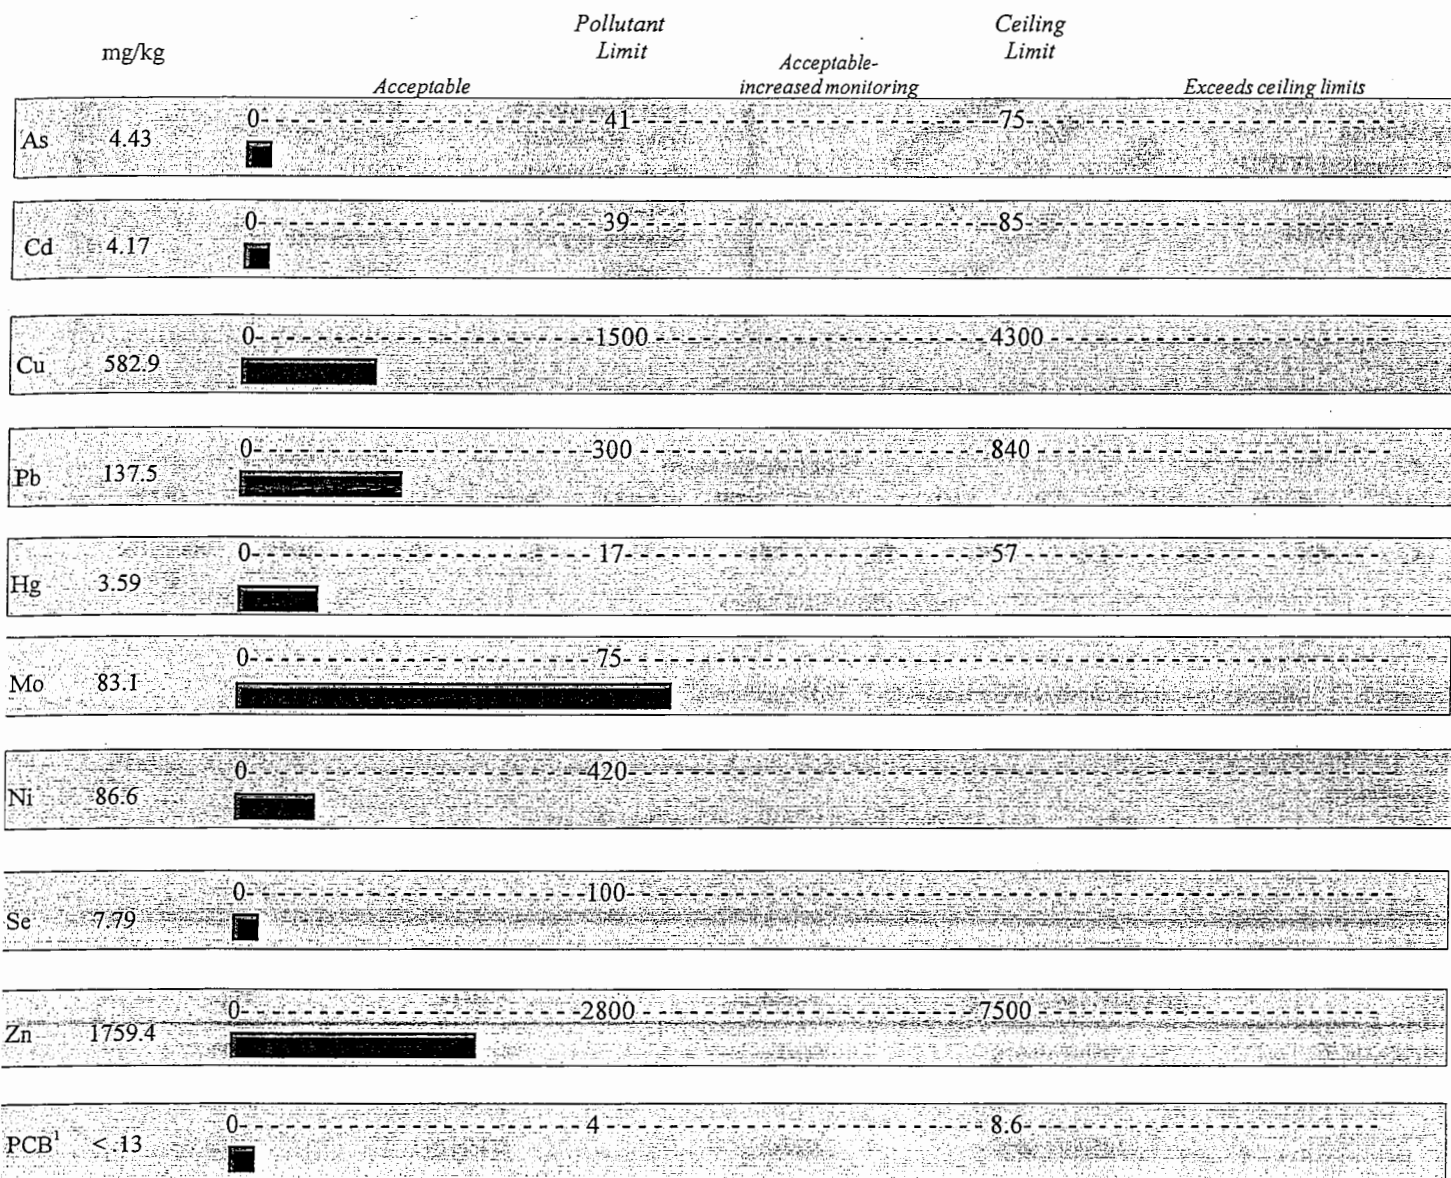 Pollutant Limit
Ceiling Limit
mg/kg
Acceptable
Acceptable-
increased monitoring
Exceeds ceiling limits
As 4.43 0 41 75
Cd 4.17 0 39 85
Cu 582.9 0 1500 4300
Pb 137.5 0 300 840
Hg 3.59 0 17 57
Mo 83.1 0 75
Ni 86.6 0 420
Se 7.79 0 100
Zn 1759.4 0 2800 7500
PCB¹ < .13 0 4 8.6